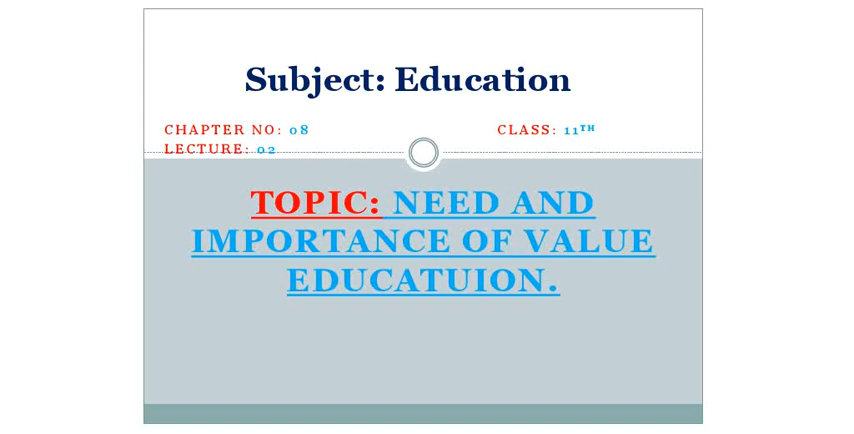 Subject: Education
CHAPTER NO: 08 CLASS: 11TH
LECTURE: 02
TOPIC: NEED AND
IMPORTANCE OF VALUE
EDUCATUION.